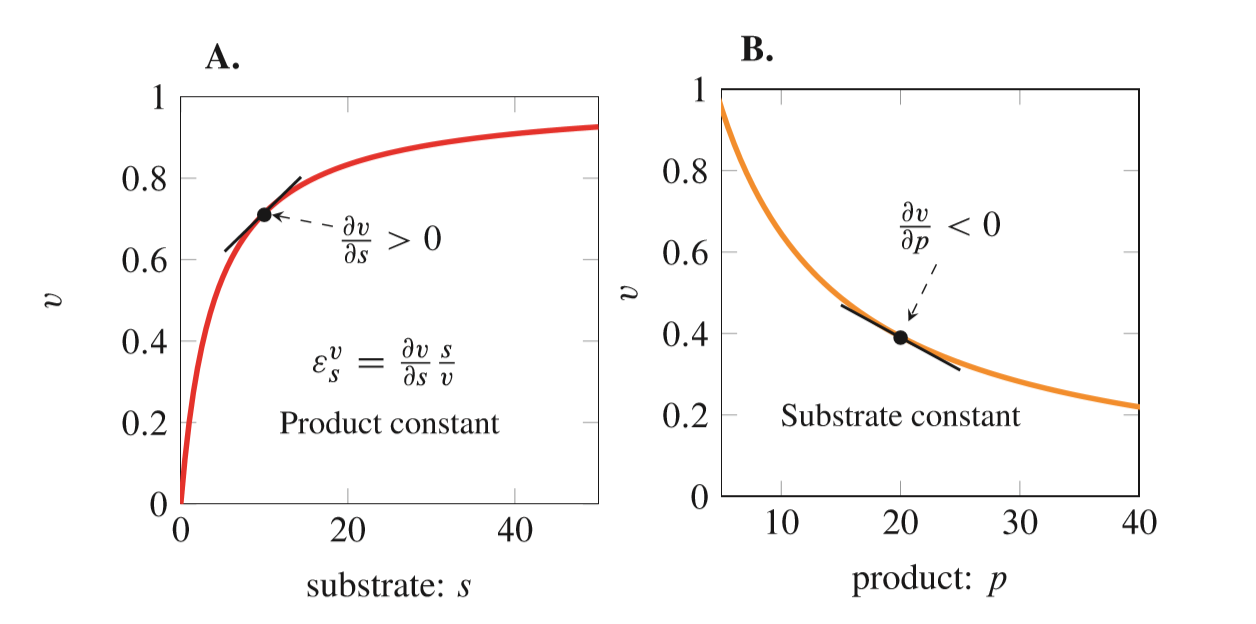 A.
1
0.8
0.6
0.4
0.2
0
v
∂v/∂s > 0
ε_s^v = ∂v/∂s s/v
Product constant
0 20 40
substrate: s
B.
1
0.8
0.6
0.4
0.2
0
v
∂v/∂p < 0
Substrate constant
10 20 30 40
product: p